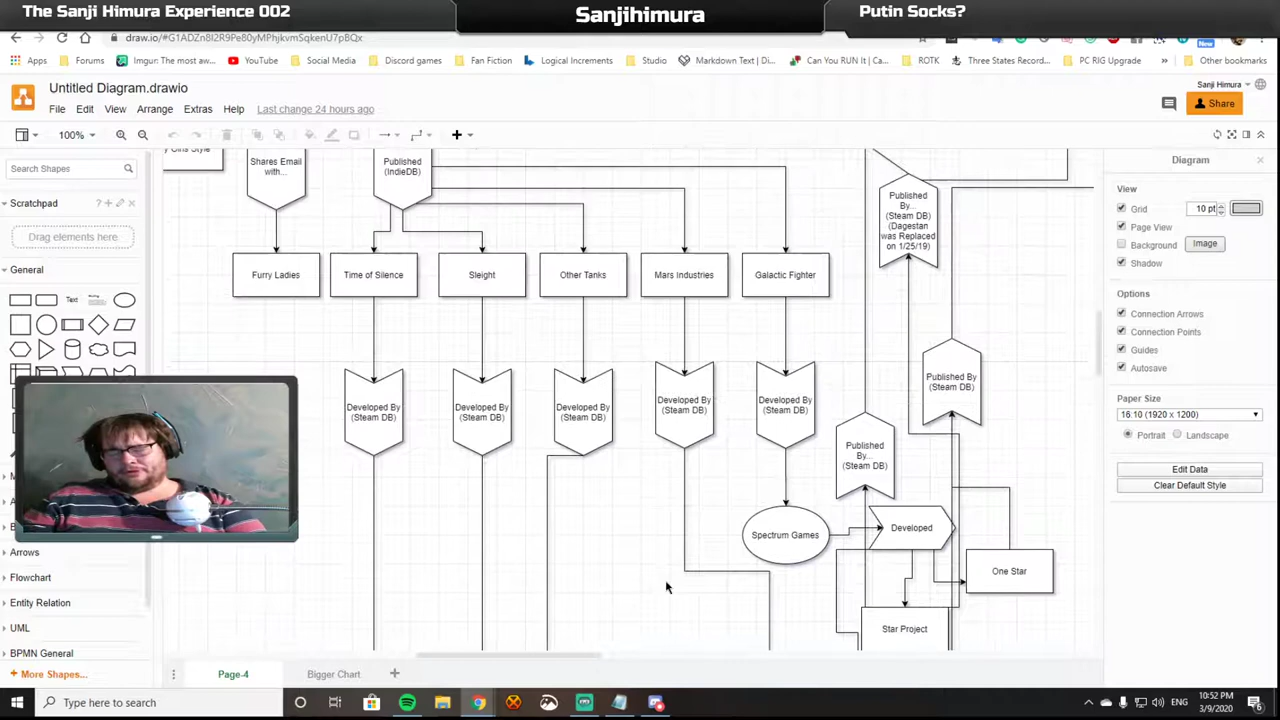 The Sanji Himura Experience 002
Sanjihimura
Putin Socks?
draw.io/#G1ADZn8I2R9Pe80yMPhjkvmSqkenU7pBQxc
New
Apps
Forums
Imgur: The most...
YouTube
Social Media
Discord games
Fan Fiction
Logical Increments
Studio
Markdown Text | Di...
Can You RUN It | Ca...
ROTK
Three States Recor...
PC RIG Upgrade
»
Other bookmarks
Untitled Diagram.drawio
Sanji Himura
File
Edit
View
Arrange
Extras
Help
Last change 24 hours ago
Share
100%
Search Shapes
Scratchpad
Drag elements here
General
Text
Arrows
Flowchart
Entity Relation
UML
BPMN General
+ More Shapes...
y Girls Style
Shares Email
with...
Published
(IndieDB)
Furry Ladies
Time of Silence
Sleight
Other Tanks
Mars Industries
Galactic Fighter
Developed By
(Steam DB)
Developed By
(Steam DB)
Developed By
(Steam DB)
Developed By
(Steam DB)
Developed By
(Steam DB)
Published
By...
(Steam DB)
(Dagestan
was Replaced
on 1/25/19)
Published By
(Steam DB)
Published
By...
(Steam DB)
Spectrum Games
Developed
One Star
Star Project
Diagram
View
Grid
10 pt
Page View
Background
Image
Shadow
Options
Connection Arrows
Connection Points
Guides
Autosave
Paper Size
16:10 (1920 x 1200)
Portrait
Landscape
Edit Data
Clear Default Style
Page-4
Bigger Chart
Type here to search
ENG
10:52 PM
3/9/2020
6